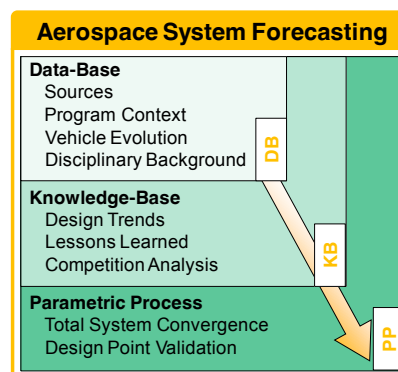 Aerospace System Forecasting
Data-Base
Sources
Program Context
Vehicle Evolution
Disciplinary Background
DB
Knowledge-Base
Design Trends
Lessons Learned
Competition Analysis
KB
Parametric Process
Total System Convergence
Design Point Validation
PP